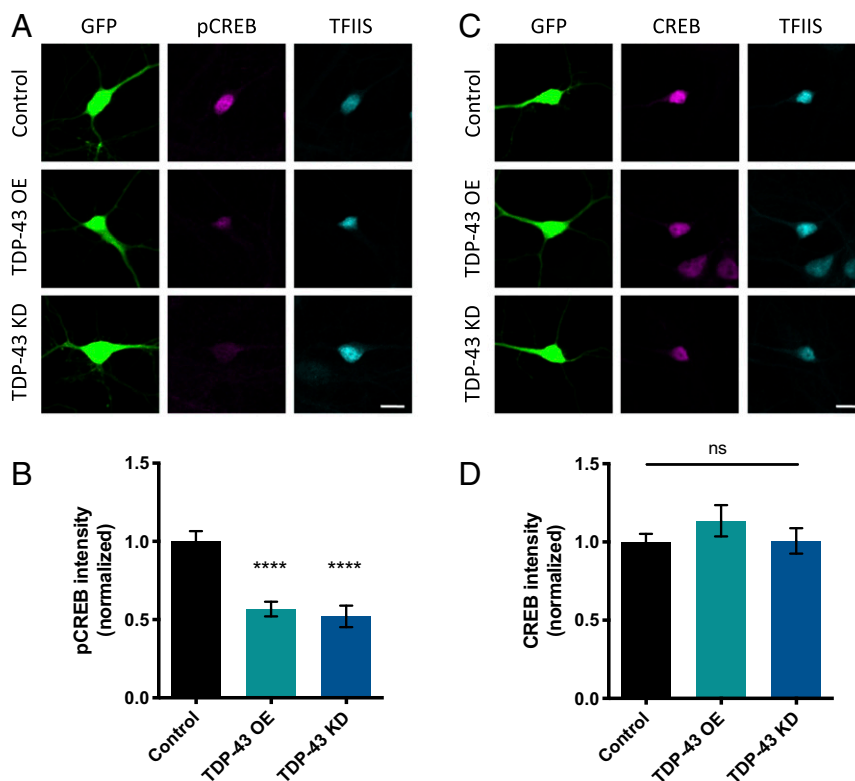 A
GFP
pCREB
TFIIS
Control
TDP-43 OE
TDP-43 KD
B
pCREB intensity
(normalized)
1.5
1.0
0.5
0.0
****
****
Control
TDP-43 OE
TDP-43 KD
C
GFP
CREB
TFIIS
Control
TDP-43 OE
TDP-43 KD
D
CREB intensity
(normalized)
1.5
1.0
0.5
0.0
ns
Control
TDP-43 OE
TDP-43 KD